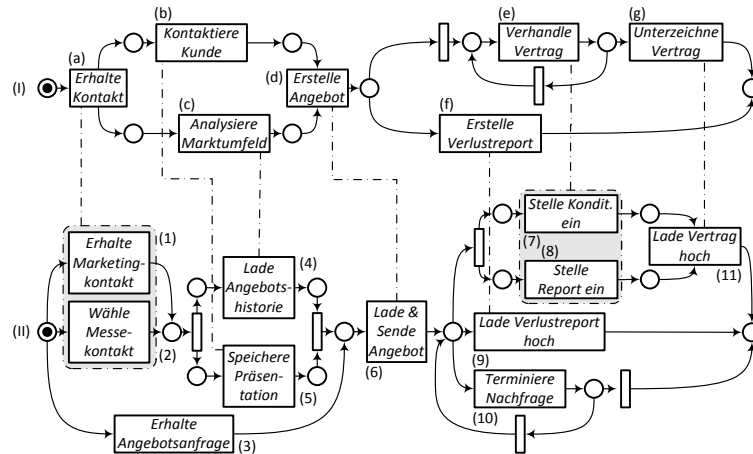 (I)
(a)
Erhalte
Kontakt
(b)
Kontaktiere
Kunde
(c)
Analysiere
Marktumfeld
(d)
Erstelle
Angebot
(e)
Verhandle
Vertrag
(f)
Erstelle
Verlustreport
(g)
Unterzeichne
Vertrag
(II)
Erhalte
Marketing-
kontakt
(1)
Wähle
Messe-
kontakt
(2)
Erhalte
Angebotsanfrage
(3)
Lade
Angebots-
historie
(4)
Speichere
Präsen-
tation
(5)
Lade &
Sende
Angebot
(6)
Stelle Kondit.
ein
(7)
(8)
Stelle
Report ein
Lade Vertrag
hoch
(11)
Lade Verlustreport
hoch
(9)
Terminiere
Nachfrage
(10)